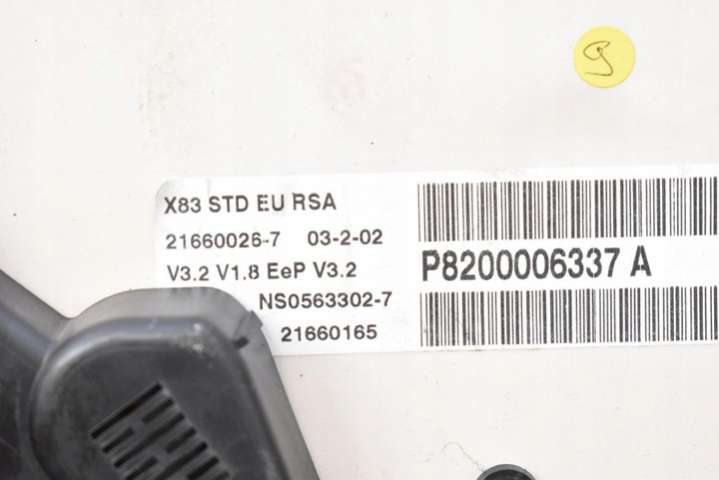 X83 STD EU RSA
21660026-7 03-2-02
V3.2 V1.8 EeP V3.2
NS0563302-7
21660165
P8200006337 A